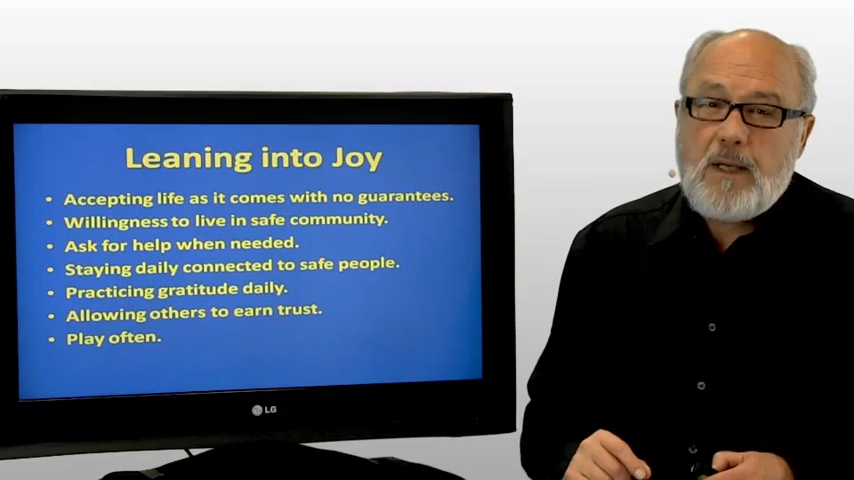 Leaning into Joy
• Accepting life as it comes with no guarantees.
• Willingness to live in safe community.
• Ask for help when needed.
• Staying daily connected to safe people.
• Practicing gratitude daily.
• Allowing others to earn trust.
• Play often.
LG